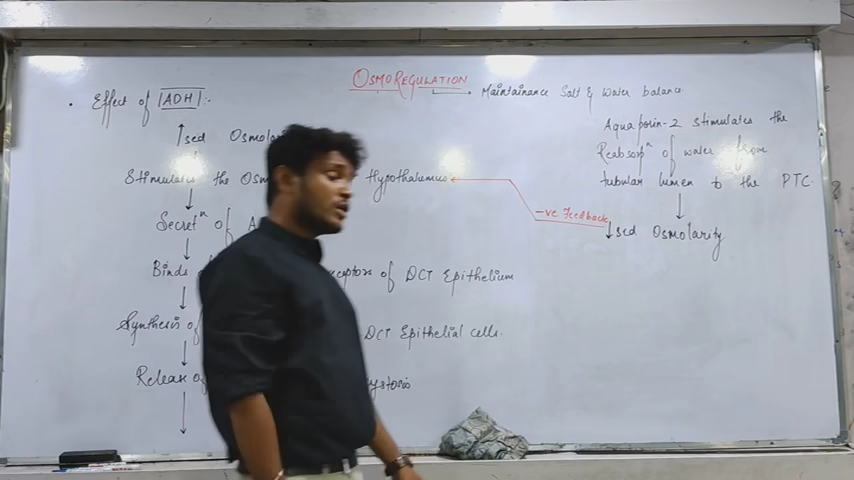 OSMOREGULATION
Maintainance Salt & Water balance
• Effect of ADH :-
↑sed Osmolari
Stimulates the Osm Hypothalamus
Secretⁿ of A
Binds ceptors of DCT Epithelium
Synthesis of DCT Epithelial cells.
Release of cytosis
Aquaporin-2 stimulates the
Reabsorpⁿ of water from
tubular lumen to the PTC.
-ve Feedback
↓sed Osmolarity